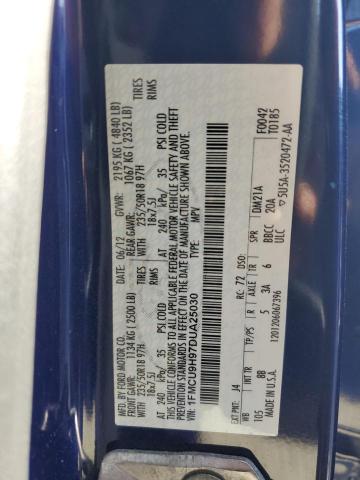 MFD. BY FORD MOTOR CO.
DATE: 06/12 GVWR: 2195 KG ( 4840 LB)
FRONT GAWR: 1134 KG ( 2500 LB) REAR GAWR: 1067 KG ( 2352 LB)
WITH 235/50R18 97H TIRES WITH 235/50R18 97H TIRES
18x7.5J RIMS 18x7.5J RIMS
AT 240 kPa/ 35 PSI COLD AT 240 kPa/ 35 PSI COLD
THIS VEHICLE CONFORMS TO ALL APPLICABLE FEDERAL MOTOR VEHICLE SAFETY AND THEFT
PREVENTION STANDARDS IN EFFECT ON THE DATE OF MANUFACTURE SHOWN ABOVE.
VIN: 1FMCU9H97DUA25030
TYPE: MPV
F0042
T0185
EXT PNT: J4 RC: 72 DSO:
WB TP/PS R AXLE TR SPR DM21A
105 8B 5 3A 6 BBCC 20A
MADE IN U.S.A. ULC
1201206067396 5U5A-3520472-AA